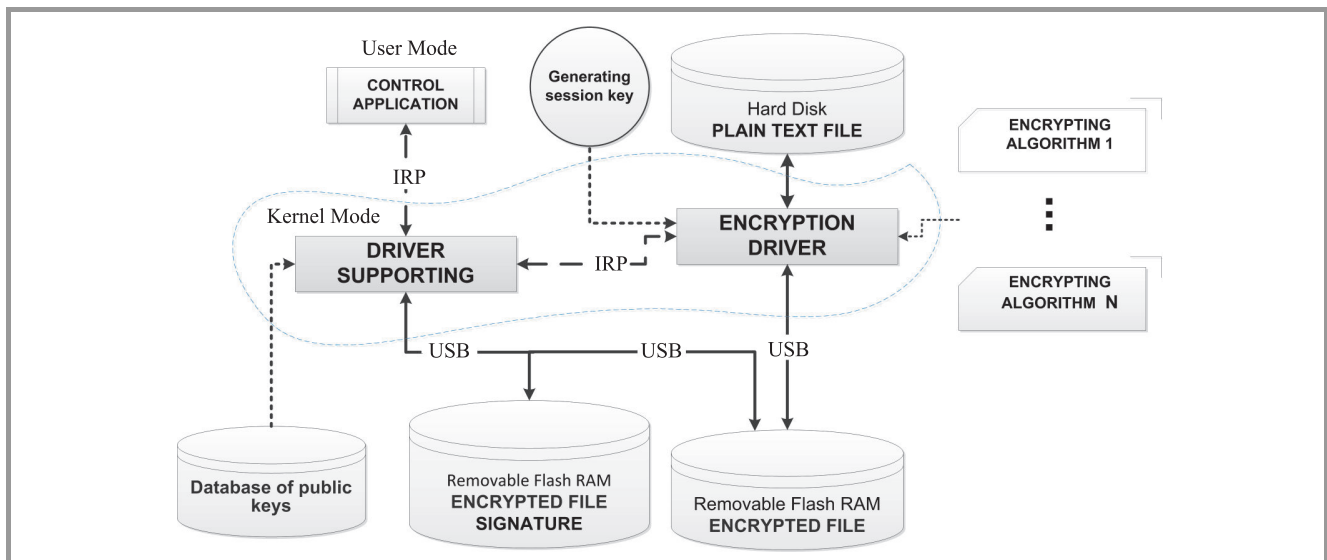 User Mode
CONTROL
APPLICATION
Generating
session key
Hard Disk
PLAIN TEXT FILE
ENCRYPTING
ALGORITHM 1
IRP
Kernel Mode
DRIVER
SUPPORTING
IRP
ENCRYPTION
DRIVER
ENCRYPTING
ALGORITHM N
USB
USB
USB
Database of public
keys
Removable Flash RAM
ENCRYPTED FILE
SIGNATURE
Removable Flash RAM
ENCRYPTED FILE